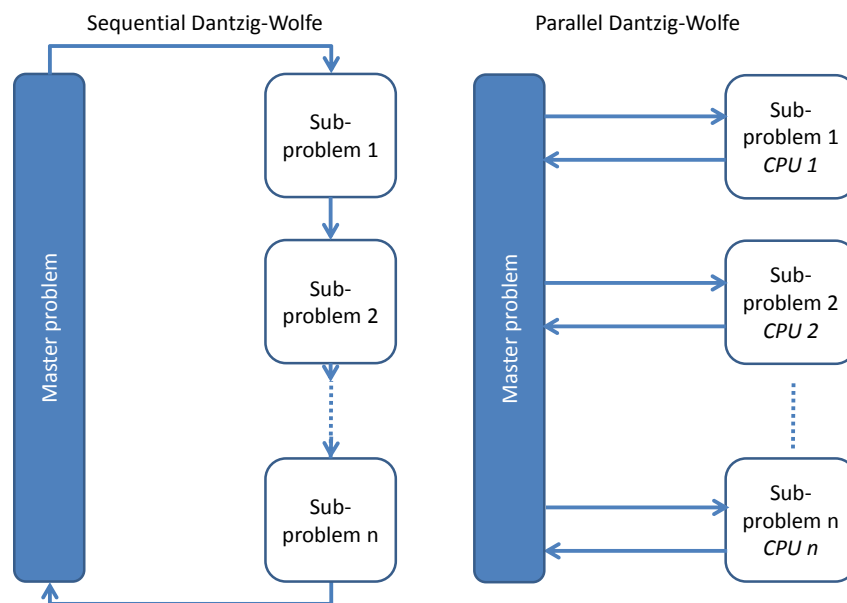 Sequential Dantzig-Wolfe
Master problem
Sub-
problem 1
Sub-
problem 2
Sub-
problem n
Parallel Dantzig-Wolfe
Master problem
Sub-
problem 1
CPU 1
Sub-
problem 2
CPU 2
Sub-
problem n
CPU n